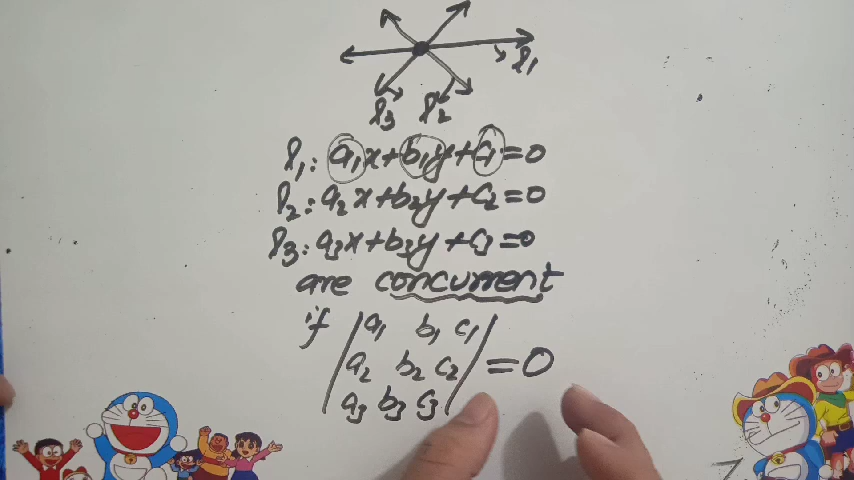 l₁
l₃ l₂
l₁: a₁x+b₁y+c₁=0
l₂: a₂x+b₂y+c₂=0
l₃: a₃x+b₃y+c₃=0
are concurrent
if |a₁ b₁ c₁|
|a₂ b₂ c₂| = 0
|a₃ b₃ c₃|